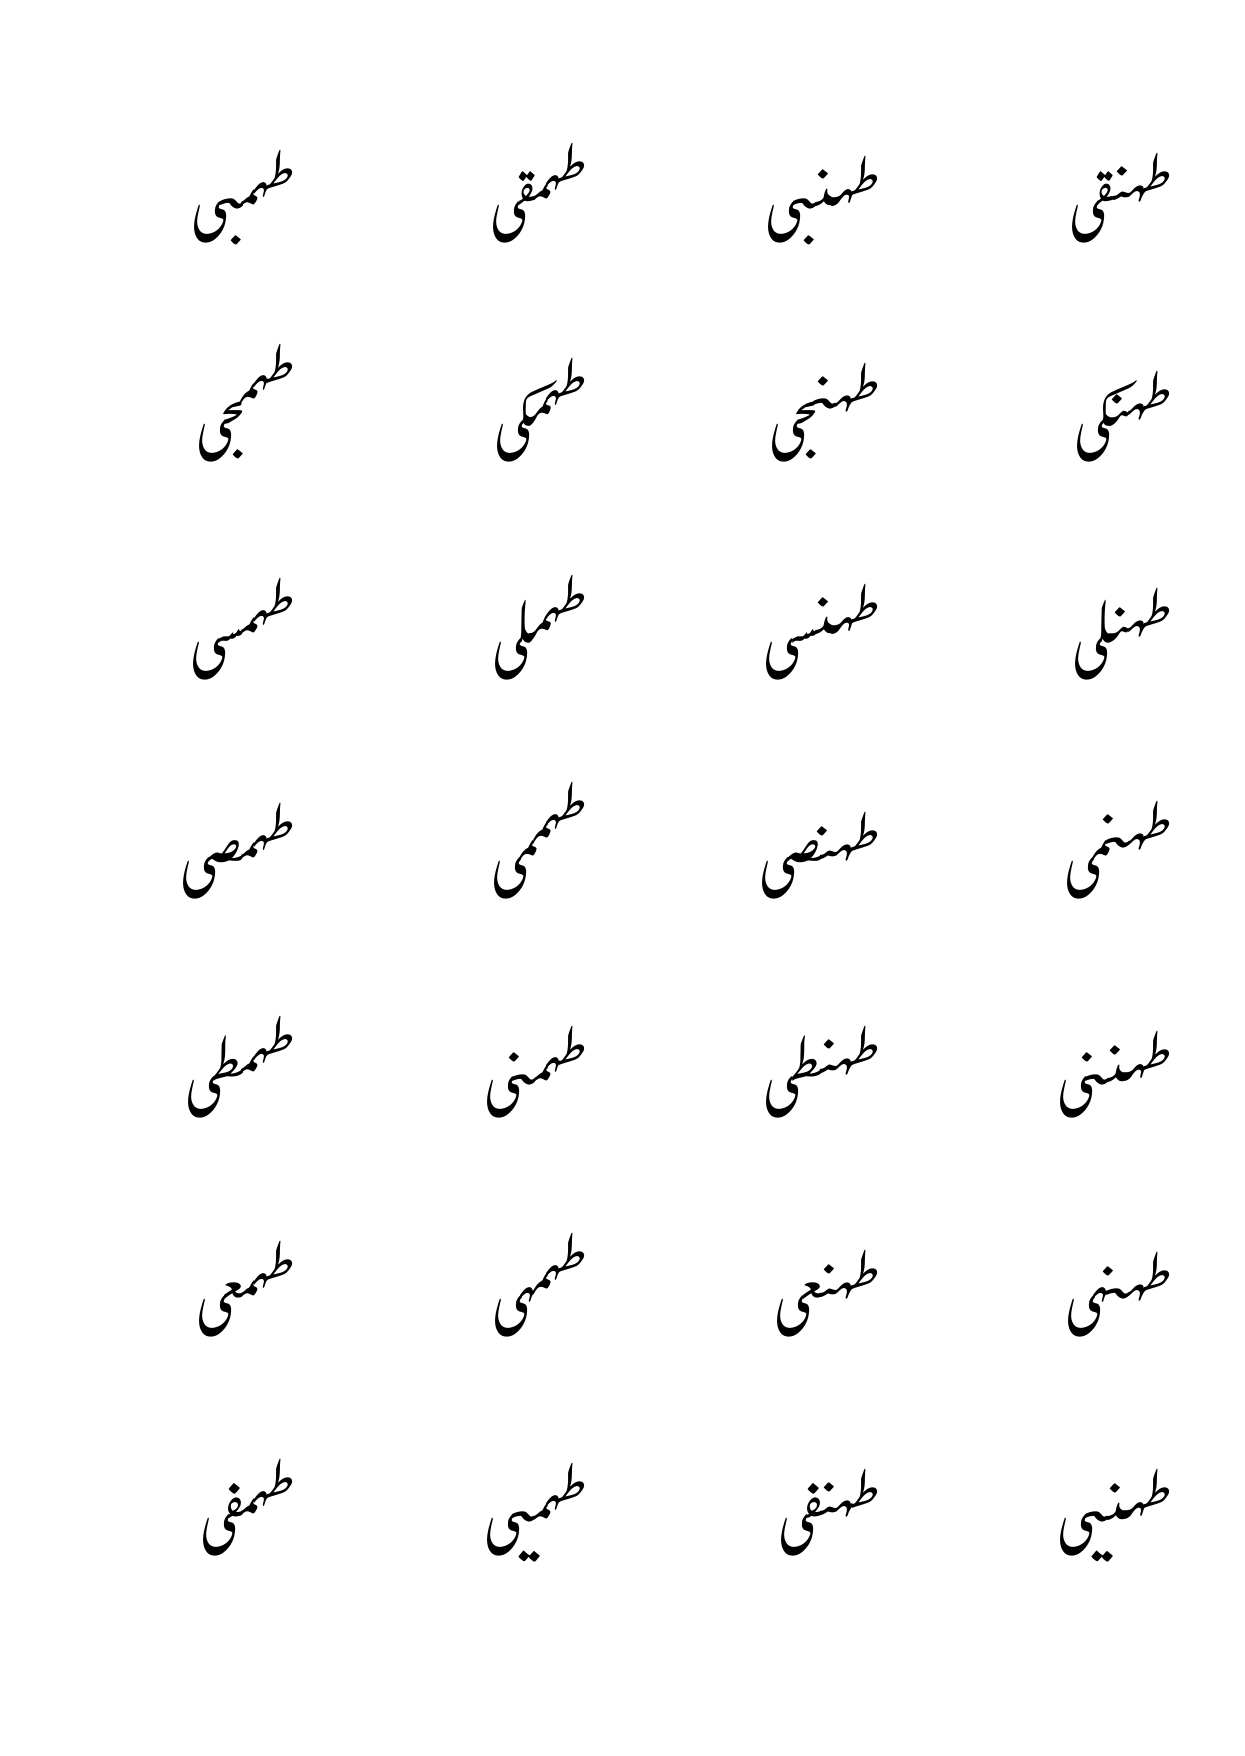 طهنقی طهنبی طهمقی طهمبی
طهنکی طهنجی طهمکی طهمجی
طهنلی طهنسی طهملی طهمسی
طهنمی طهنصی طهممی طهمصی
طهننی طهنطی طهمنی طهمطی
طهنهی طهنعی طهمهی طهمعی
طهنیی طهنفی طهمیی طهمفی